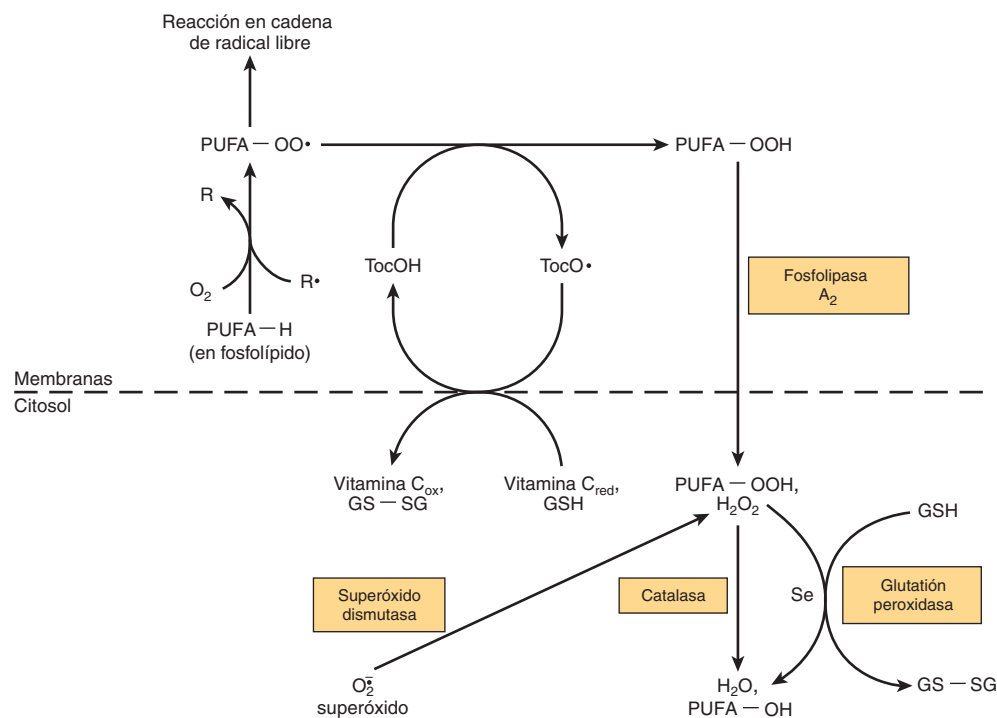 Reacción en cadena
de radical libre
PUFA — OO•
PUFA — OOH
R
TocOH
TocO•
Fosfolipasa
A₂
O₂
R•
PUFA — H
(en fosfolípido)
Membranas
Citosol
Vitamina Cox,
GS — SG
Vitamina Cred,
GSH
PUFA — OOH,
H₂O₂
GSH
Superóxido
dismutasa
Catalasa
Se
Glutatión
peroxidasa
O₂•̄
superóxido
H₂O,
PUFA — OH
GS — SG